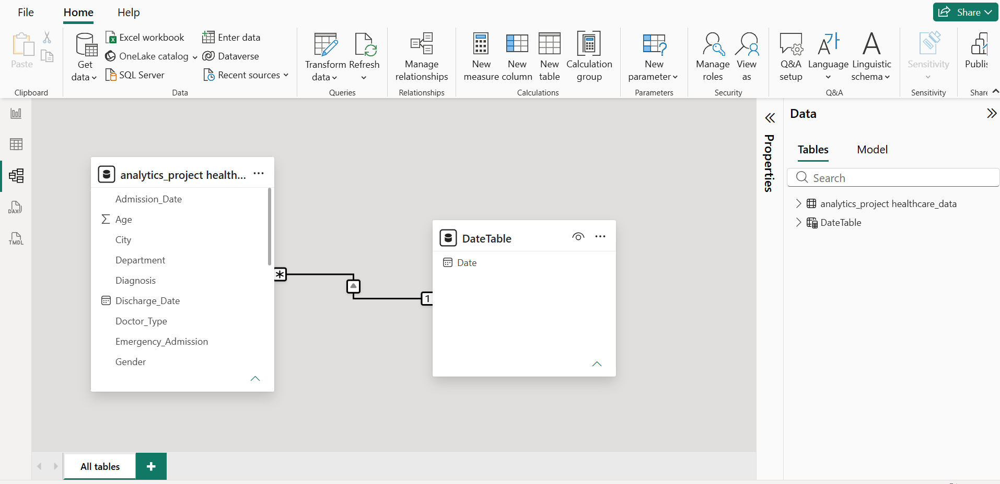 File Home Help Share
Paste
Clipboard
Get data
Excel workbook
OneLake catalog
SQL Server
Enter data
Dataverse
Recent sources
Data
Transform data
Refresh
Queries
Manage relationships
Relationships
New measure
New column
New table
Calculation group
Calculations
New parameter
Parameters
Manage roles
View as
Security
Q&A setup
Language
Linguistic schema
Q&A
Sensitivity
Sensitivity
Publis
Share
DAX
TMDL
analytics_project health...
Admission_Date
Age
City
Department
Diagnosis
Discharge_Date
Doctor_Type
Emergency_Admission
Gender
1
DateTable
Date
Properties
Data
Tables Model
Search
analytics_project healthcare_data
DateTable
All tables